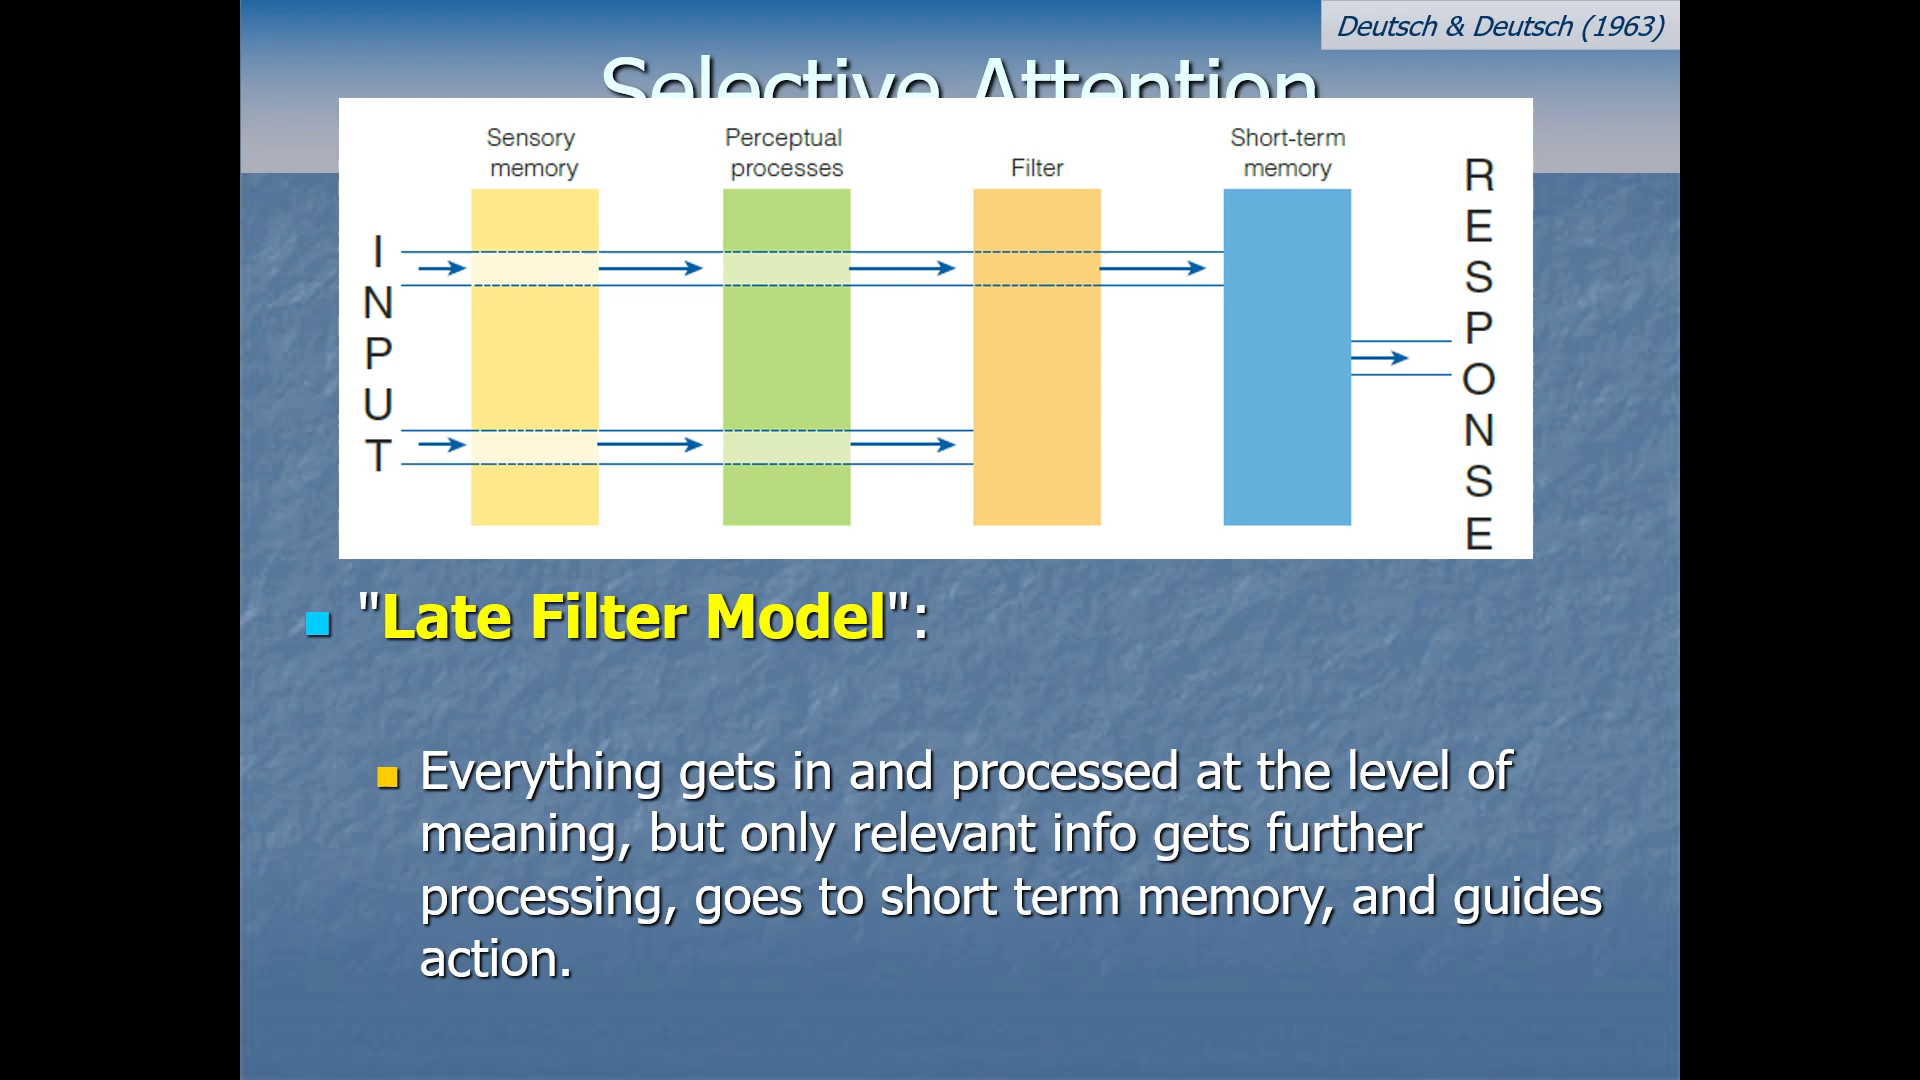 Deutsch & Deutsch (1963)
Selective Attention
Sensory
memory
Perceptual
processes
Filter
Short-term
memory
INPUT
RESPONSE
"Late Filter Model":
Everything gets in and processed at the level of
meaning, but only relevant info gets further
processing, goes to short term memory, and guides
action.